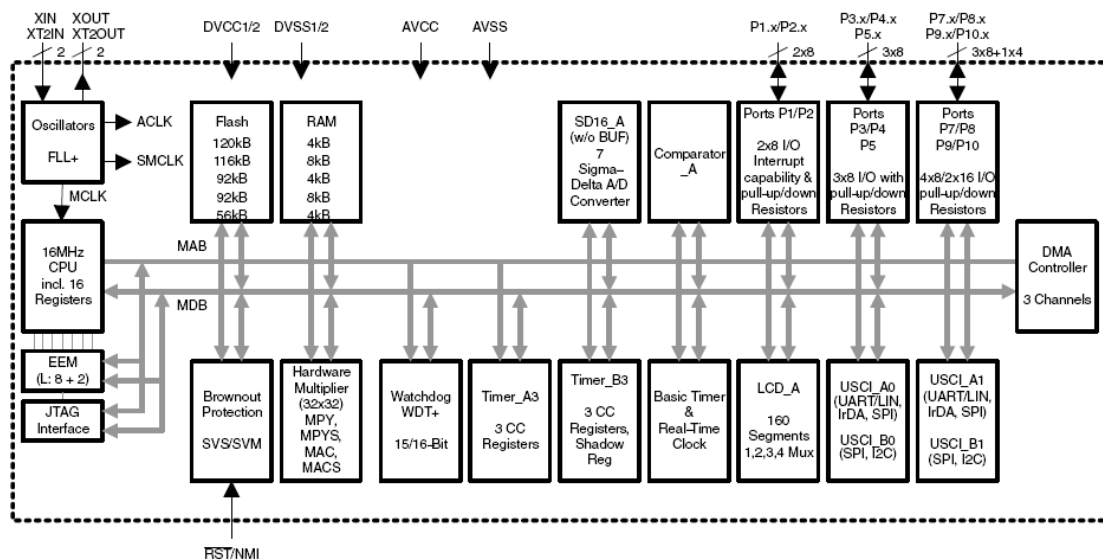 XIN
XT2IN
2
XOUT
XT2OUT
2
DVCC1/2
DVSS1/2
AVCC
AVSS
P1.x/P2.x
2x8
P3.x/P4.x
P5.x
3x8
P7.x/P8.x
P9.x/P10.x
3x8+1x4
Oscillators
FLL+
ACLK
SMCLK
MCLK
Flash
120kB
116kB
92kB
92kB
56kB
RAM
4kB
8kB
4kB
8kB
4kB
SD16_A
(w/o BUF)
7
Sigma-
Delta A/D
Converter
Comparator
_A
Ports P1/P2
2x8 I/O
Interrupt
capability &
pull-up/down
Resistors
Ports
P3/P4
P5
3x8 I/O with
pull-up/down
Resistors
Ports
P7/P8
P9/P10
4x8/2x16 I/O
pull-up/down
Resistors
16MHz
CPU
incl. 16
Registers
MAB
MDB
DMA
Controller
3 Channels
EEM
(L: 8 + 2)
JTAG
Interface
Brownout
Protection
SVS/SVM
Hardware
Multiplier
(32x32)
MPY,
MPYS,
MAC,
MACS
Watchdog
WDT+
15/16-Bit
Timer_A3
3 CC
Registers
Timer_B3
3 CC
Registers,
Shadow
Reg
Basic Timer
&
Real-Time
Clock
LCD_A
160
Segments
1,2,3,4 Mux
USCI_A0
(UART/LIN,
IrDA, SPI)
USCI_B0
(SPI, I2C)
USCI_A1
(UART/LIN,
IrDA, SPI)
USCI_B1
(SPI, I2C)
RST/NMI